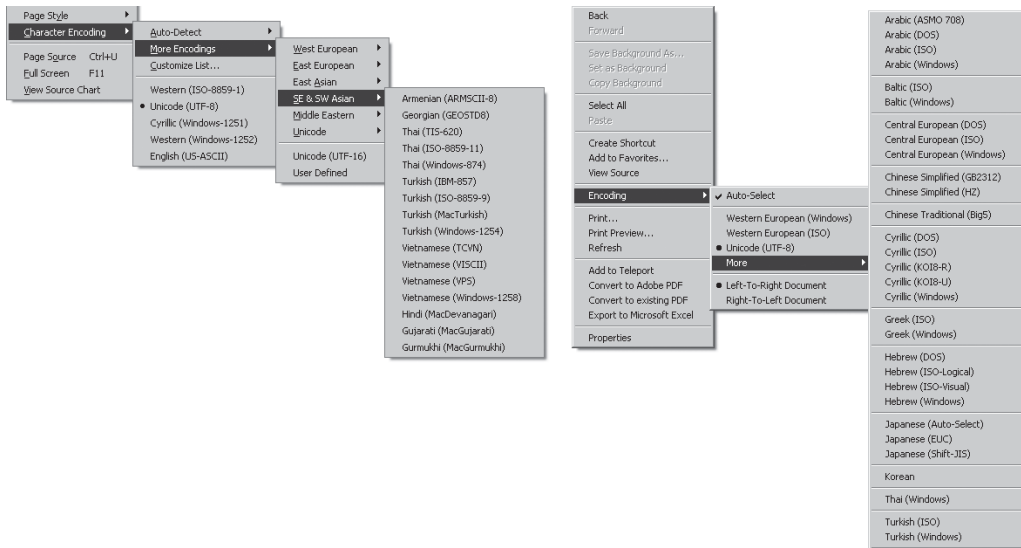 Page Style
Character Encoding
Page Source Ctrl+U
Full Screen F11
View Source Chart
Auto-Detect
More Encodings
Customize List...
Western (ISO-8859-1)
Unicode (UTF-8)
Cyrillic (Windows-1251)
Western (Windows-1252)
English (US-ASCII)
West European
East European
East Asian
SE & SW Asian
Middle Eastern
Unicode
Unicode (UTF-16)
User Defined
Armenian (ARMSCII-8)
Georgian (GEOSTD8)
Thai (TIS-620)
Thai (ISO-8859-11)
Thai (Windows-874)
Turkish (IBM-857)
Turkish (ISO-8859-9)
Turkish (MacTurkish)
Turkish (Windows-1254)
Vietnamese (TCVN)
Vietnamese (VISCII)
Vietnamese (VPS)
Vietnamese (Windows-1258)
Hindi (MacDevanagari)
Gujarati (MacGujarati)
Gurmukhi (MacGurmukhi)
Back
Forward
Save Background As...
Set as Background
Copy Background
Select All
Paste
Create Shortcut
Add to Favorites...
View Source
Encoding
Print...
Print Preview...
Refresh
Add to Teleport
Convert to Adobe PDF
Convert to existing PDF
Export to Microsoft Excel
Properties
Auto-Select
Western European (Windows)
Western European (ISO)
Unicode (UTF-8)
More
Left-To-Right Document
Right-To-Left Document
Arabic (ASMO 708)
Arabic (DOS)
Arabic (ISO)
Arabic (Windows)
Baltic (ISO)
Baltic (Windows)
Central European (DOS)
Central European (ISO)
Central European (Windows)
Chinese Simplified (GB2312)
Chinese Simplified (HZ)
Chinese Traditional (Big5)
Cyrillic (DOS)
Cyrillic (ISO)
Cyrillic (KOI8-R)
Cyrillic (KOI8-U)
Cyrillic (Windows)
Greek (ISO)
Greek (Windows)
Hebrew (DOS)
Hebrew (ISO-Logical)
Hebrew (ISO-Visual)
Hebrew (Windows)
Japanese (Auto-Select)
Japanese (EUC)
Japanese (Shift-JIS)
Korean
Thai (Windows)
Turkish (ISO)
Turkish (Windows)